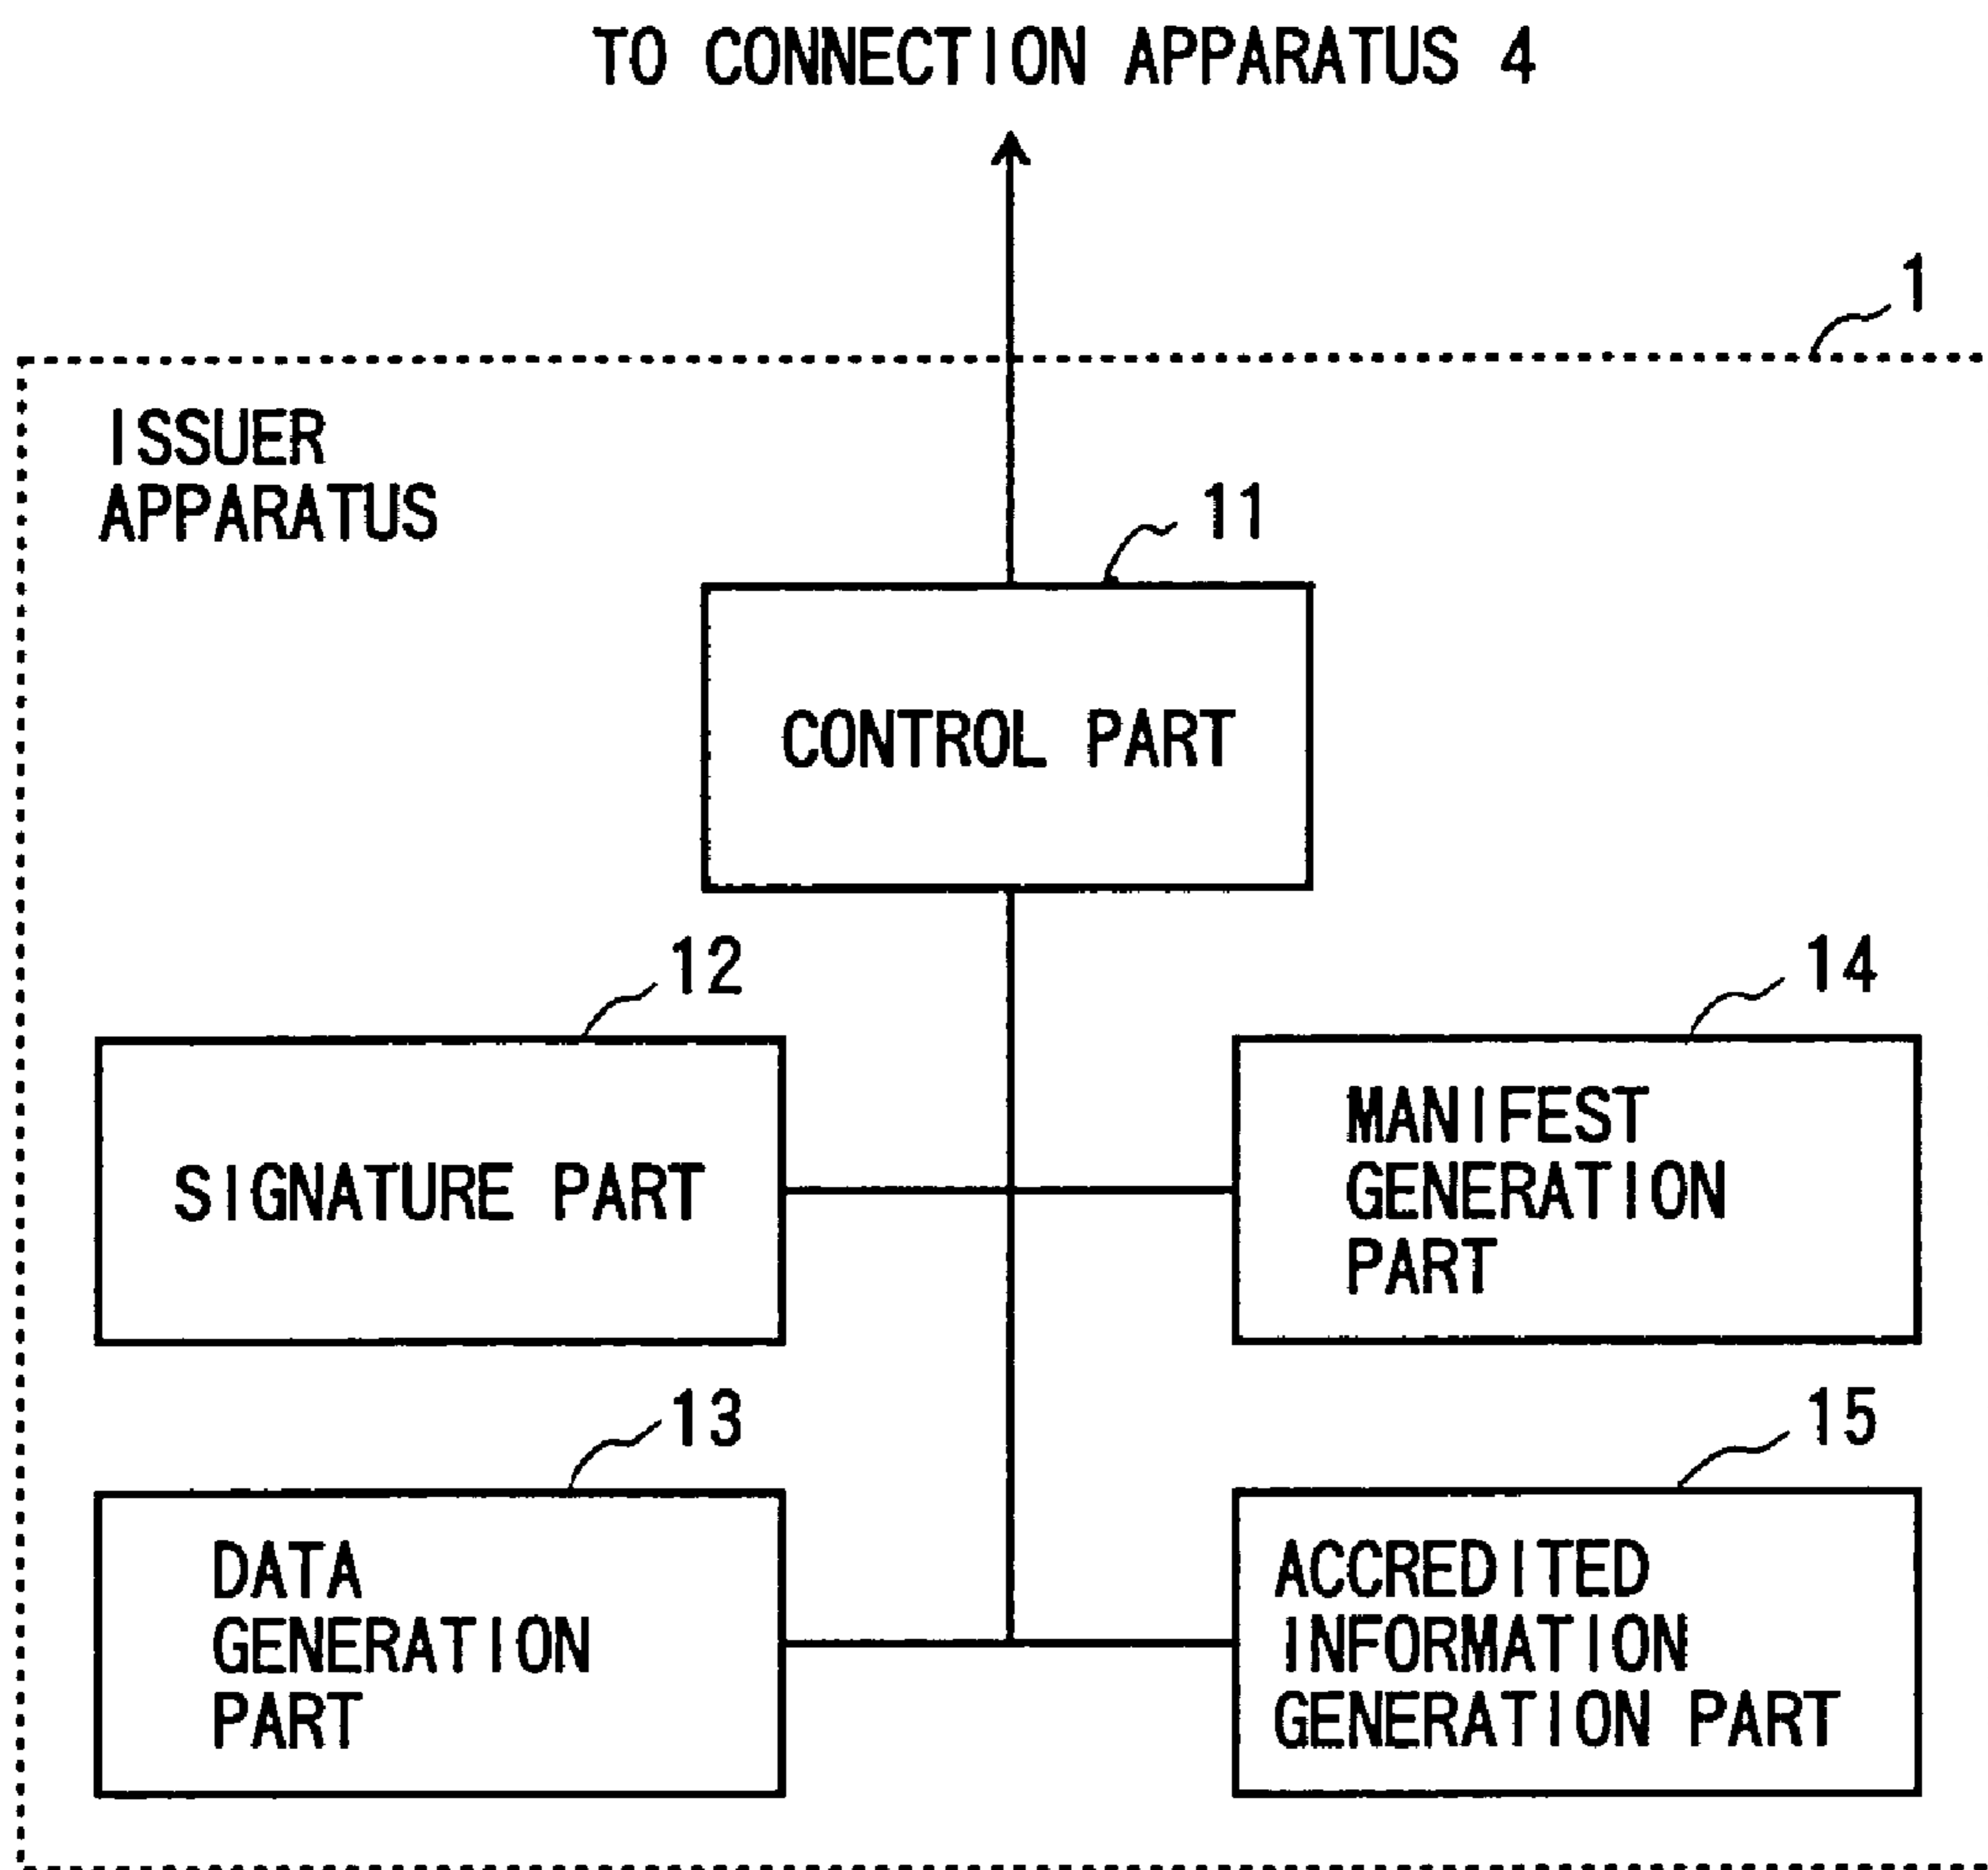 TO CONNECTION APPARATUS 4
1
ISSUER
APPARATUS
11
CONTROL PART
12
14
SIGNATURE PART
MANIFEST
GENERATION
PART
13
15
DATA
GENERATION
PART
ACCREDITED
INFORMATION
GENERATION PART